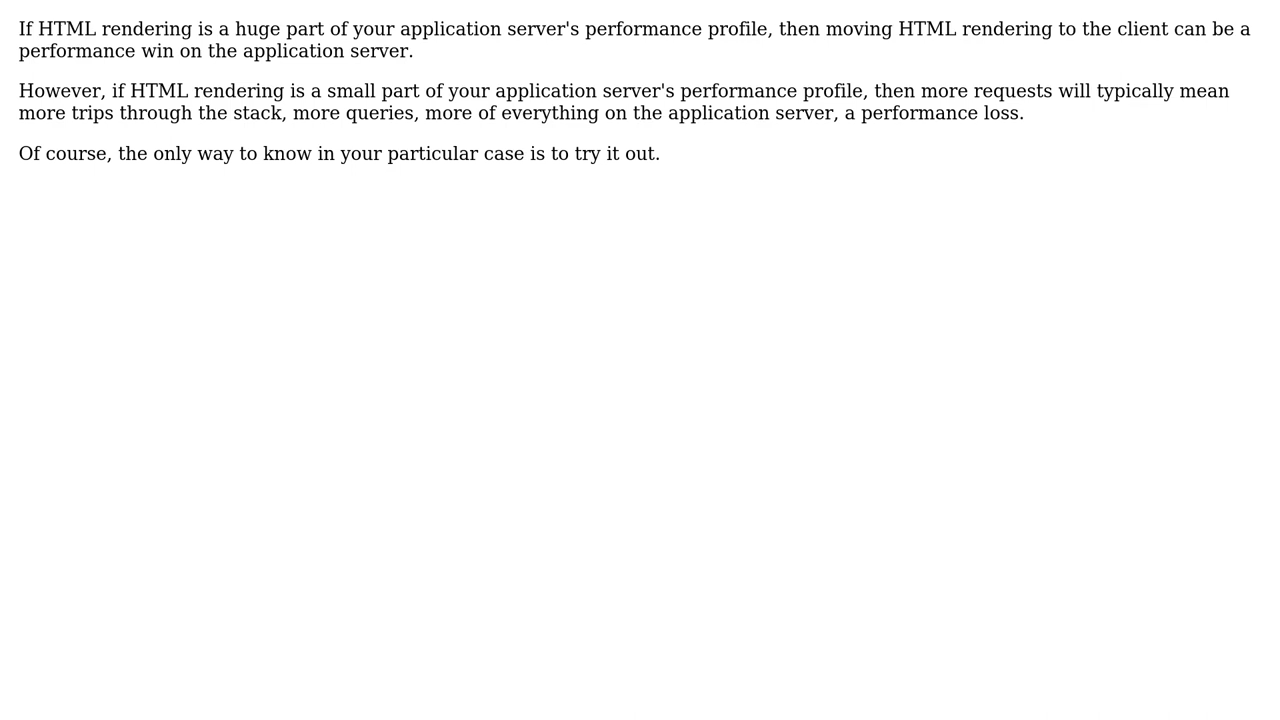 If HTML rendering is a huge part of your application server's performance profile, then moving HTML rendering to the client can be a
performance win on the application server.
However, if HTML rendering is a small part of your application server's performance profile, then more requests will typically mean
more trips through the stack, more queries, more of everything on the application server, a performance loss.
Of course, the only way to know in your particular case is to try it out.